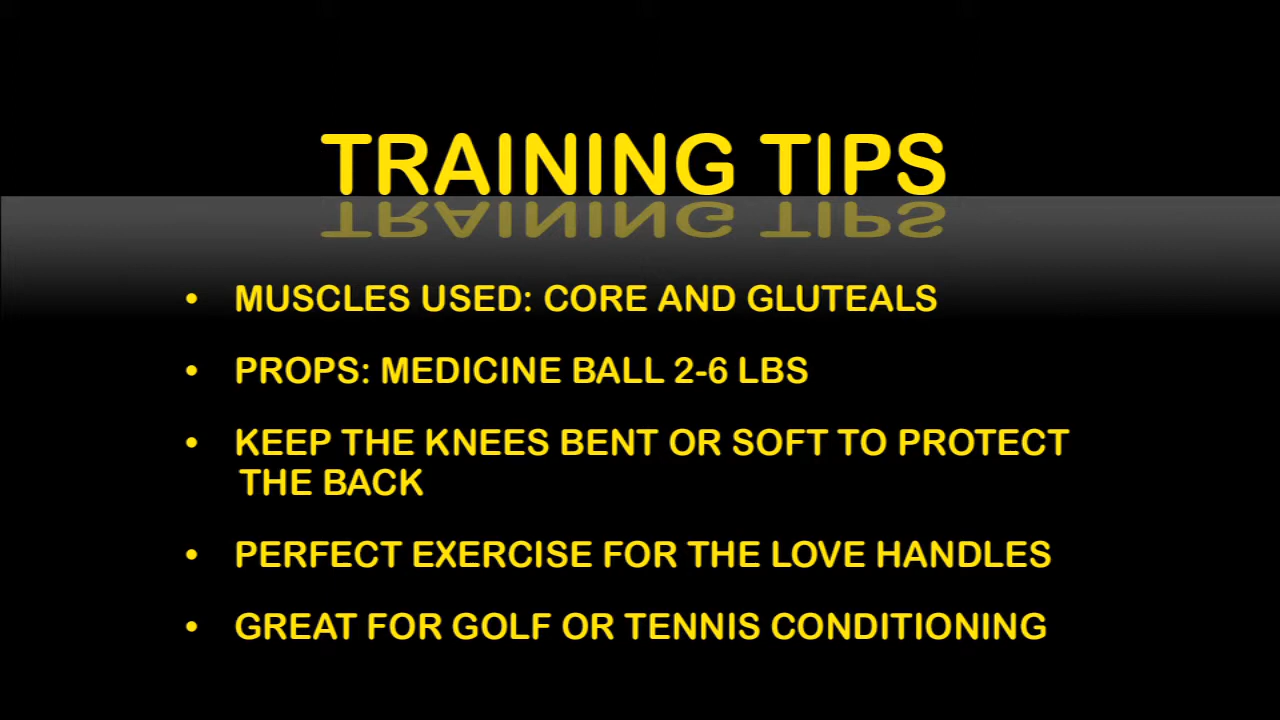 TRAINING TIPS
• MUSCLES USED: CORE AND GLUTEALS
• PROPS: MEDICINE BALL 2-6 LBS
• KEEP THE KNEES BENT OR SOFT TO PROTECT
THE BACK
• PERFECT EXERCISE FOR THE LOVE HANDLES
• GREAT FOR GOLF OR TENNIS CONDITIONING